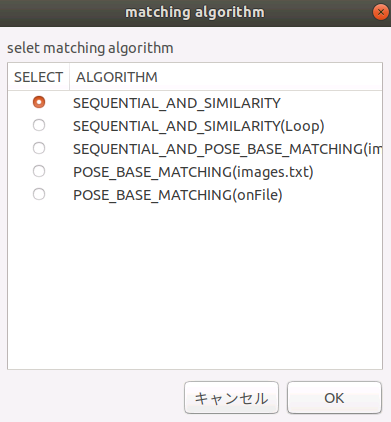 matching algorithm
selet matching algorithm
SELECT ALGORITHM
SEQUENTIAL_AND_SIMILARITY
SEQUENTIAL_AND_SIMILARITY(Loop)
SEQUENTIAL_AND_POSE_BASE_MATCHING(im
POSE_BASE_MATCHING(images.txt)
POSE_BASE_MATCHING(onFile)
キャンセル OK